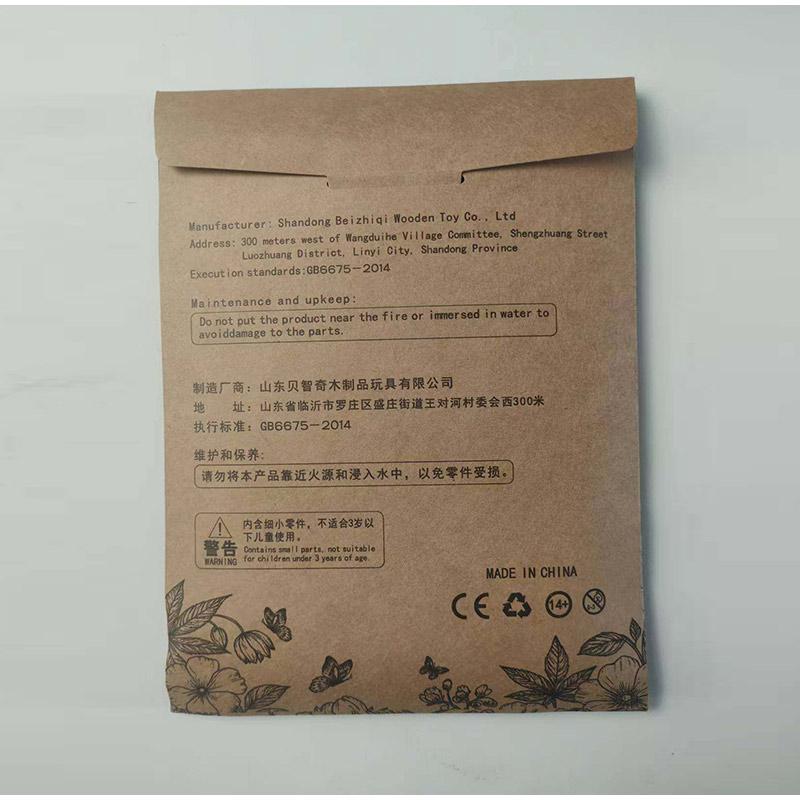 Manufacturer: Shandong Beizhiqi Wooden Toy Co., Ltd
Address: 300 meters west of Wangduihe Village Committee, Shengzhuang Street
Luozhuang District, Linyi City, Shandong Province
Execution standards:GB6675-2014
Maintenance and upkeep:
Do not put the product near the fire or immersed in water to
avoiddamage to the parts.
制造厂商：山东贝智奇木制品玩具有限公司
地 址：山东省临沂市罗庄区盛庄街道王对河村委会西300米
执行标准：GB6675-2014
维护和保养：
请勿将本产品靠近火源和浸入水中，以免零件受损。
警告
WARNING
内含细小零件，不适合3岁以
下儿童使用。
Contains small parts, not suitable
for children under 3 years of age.
MADE IN CHINA
CE
14+
0-3